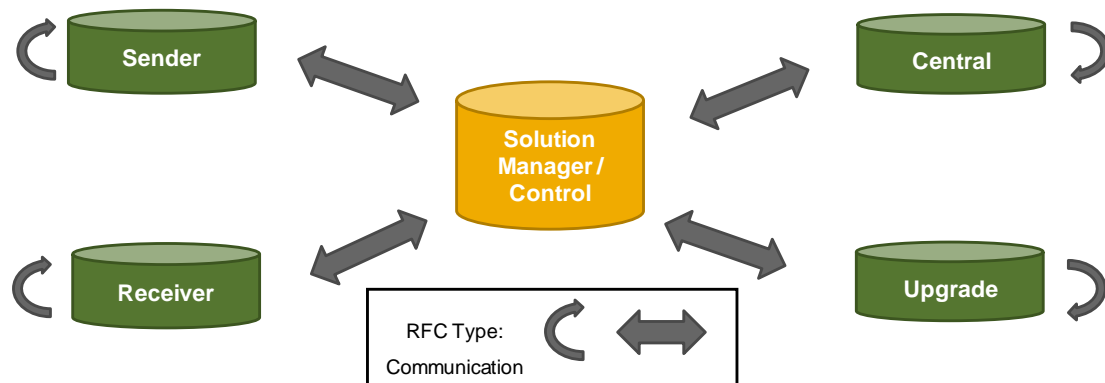 Sender
Central
Solution
Manager /
Control
Receiver
Upgrade
RFC Type:
Communication